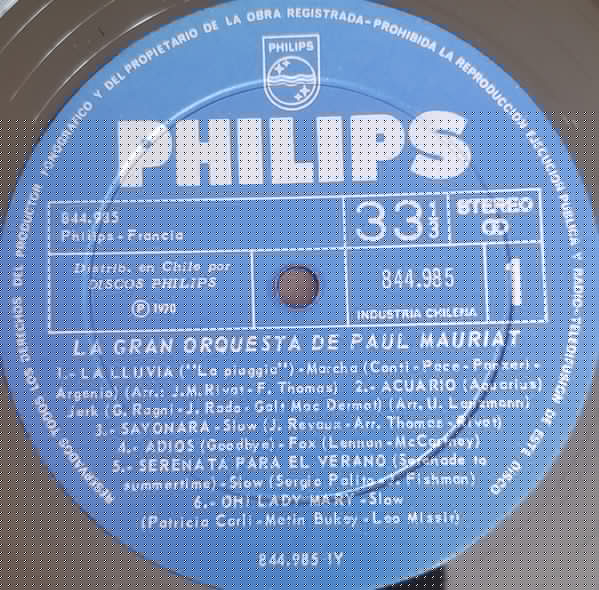 RESERVADOS TODOS LOS DERECHOS DEL PRODUCTOR FONOGRAFICO Y DEL PROPIETARIO DE LA OBRA REGISTRADA-PROHIBIDA LA REPRODUCCION EJECUCION PUBLICA Y RADIO-TELEDIFUSION DE ESTE DISCO
PHILIPS
PHILIPS
844.985
Philips - Francia
33 1/3
STEREO
Distrib. en Chile por
DISCOS PHILIPS
Ⓟ 1970
844.985
INDUSTRIA CHILENA
1
LA GRAN ORQUESTA DE PAUL MAURIAT
1.- LA LLUVIA ("La pioggia") - Marcha (Conti - Pace - Panzeri -
Argenio) (Arr.: J.M. Rivat - F. Thomas) 2.- ACUARIO (Aquarius)
Jerk (G. Ragni - J. Rado - Galt Mac Dermot) (Arr. U. Lanzmann)
3.- SAYONARA - Slow (J. Revaux - Arr. Thomas - Rivat)
4.- ADIOS (Goodbye) - Fox (Lennon - McCartney)
5.- SERENATA PARA EL VERANO (Serenade to
summertime) - Slow (Sergio Polito - J. Fishman)
6.- OH! LADY MARY - Slow
(Patricia Carli - Metin Bukey - Leo Missir)
844.985 1Y